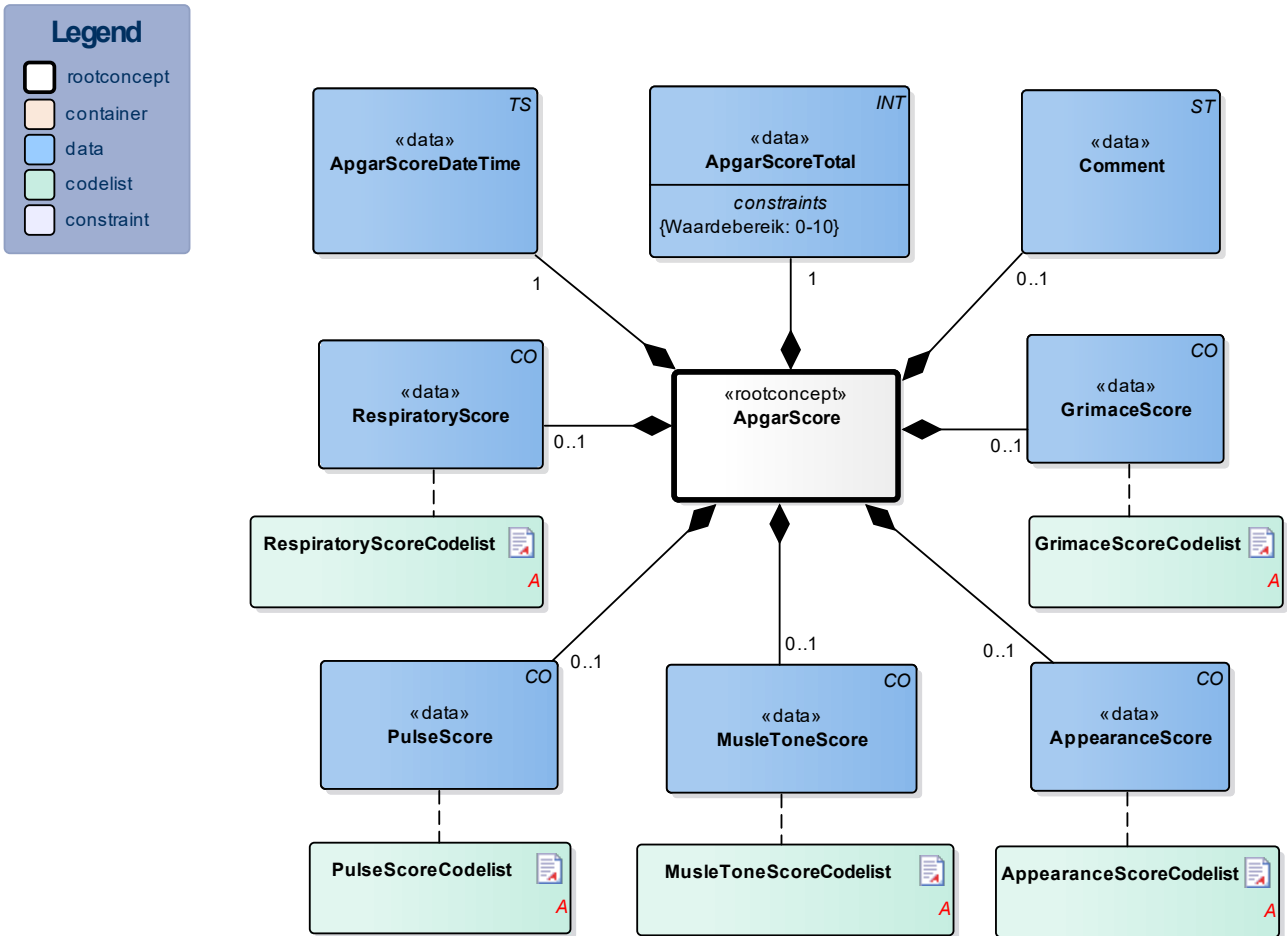 Legend
rootconcept
container
data
codelist
constraint
TS
«data»
ApgarScoreDateTime
INT
«data»
ApgarScoreTotal
constraints
{Waardebereik: 0-10}
ST
«data»
Comment
1
1
0..1
CO
«data»
RespiratoryScore
0..1
«rootconcept»
ApgarScore
CO
«data»
GrimaceScore
0..1
RespiratoryScoreCodelist
A
GrimaceScoreCodelist
A
0..1
0..1
0..1
CO
«data»
PulseScore
CO
«data»
MusleToneScore
CO
«data»
AppearanceScore
PulseScoreCodelist
A
MusleToneScoreCodelist
A
AppearanceScoreCodelist
A